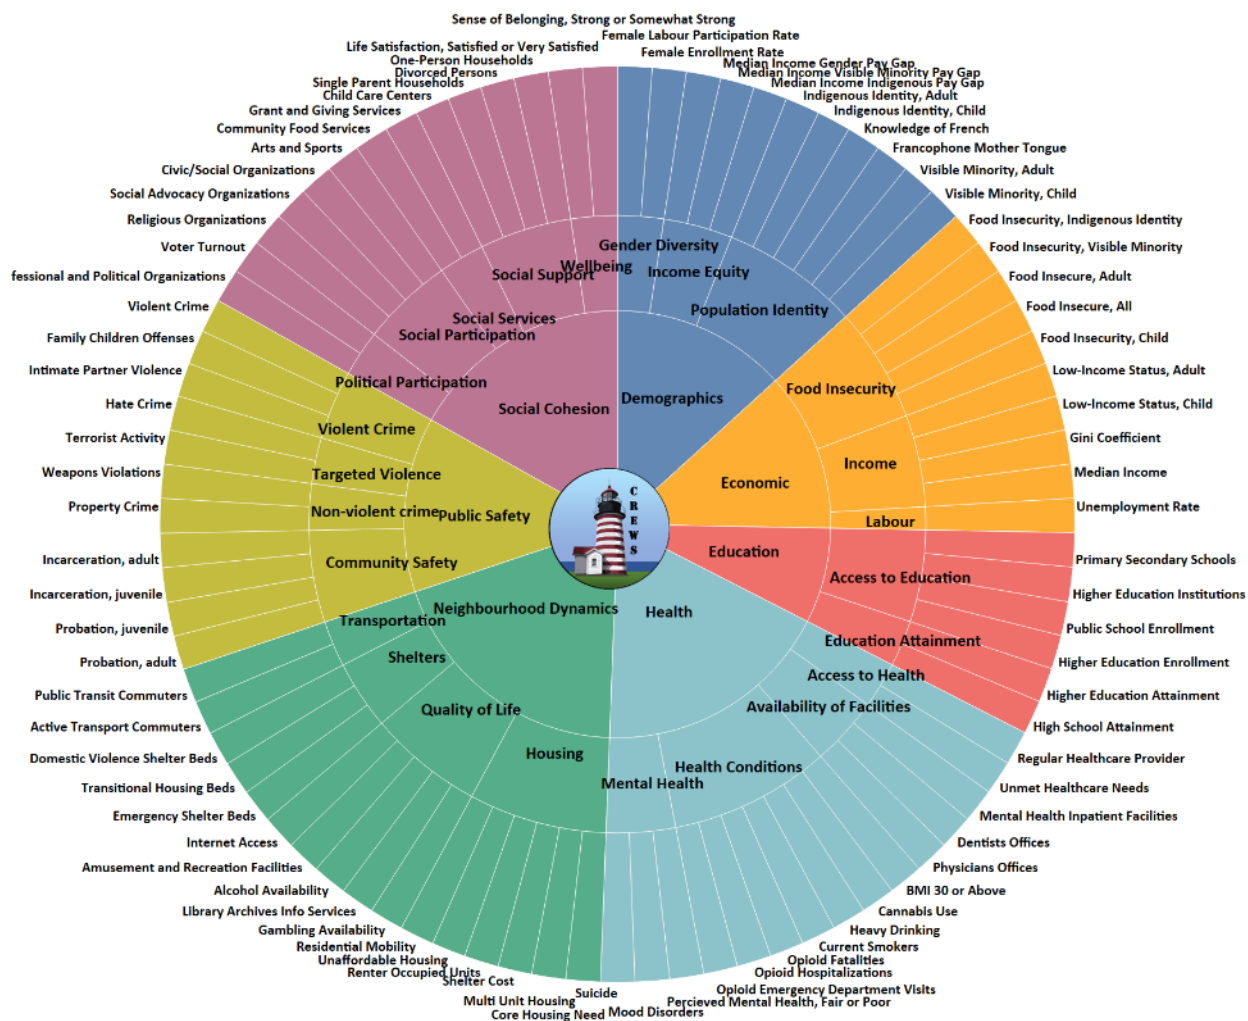 Sense of Belonging, Strong or Somewhat Strong
Life Satisfaction, Satisfied or Very Satisfied
One-Person Households
Divorced Persons
Single Parent Households
Child Care Centers
Grant and Giving Services
Community Food Services
Arts and Sports
Civic/Social Organizations
Social Advocacy Organizations
Religious Organizations
Voter Turnout
fessional and Political Organizations
Violent Crime
Family Children Offenses
Intimate Partner Violence
Hate Crime
Terrorist Activity
Weapons Violations
Property Crime
Incarceration, adult
Incarceration, juvenile
Probation, juvenile
Probation, adult
Public Transit Commuters
Active Transport Commuters
Domestic Violence Shelter Beds
Transitional Housing Beds
Emergency Shelter Beds
Internet Access
Amusement and Recreation Facilities
Alcohol Availability
Library Archives Info Services
Gambling Availability
Residential Mobility
Unaffordable Housing
Renter Occupied Units
Shelter Cost
Multi Unit Housing
Core Housing Need
Female Labour Participation Rate
Female Enrollment Rate
Median Income Gender Pay Gap
Median Income Visible Minority Pay Gap
Median Income Indigenous Pay Gap
Indigenous Identity, Adult
Indigenous Identity, Child
Knowledge of French
Francophone Mother Tongue
Visible Minority, Adult
Visible Minority, Child
Food Insecurity, Indigenous Identity
Food Insecurity, Visible Minority
Food Insecure, Adult
Food Insecure, All
Food Insecurity, Child
Low-Income Status, Adult
Low-Income Status, Child
Gini Coefficient
Median Income
Unemployment Rate
Primary Secondary Schools
Higher Education Institutions
Public School Enrollment
Higher Education Enrollment
Higher Education Attainment
High School Attainment
Regular Healthcare Provider
Unmet Healthcare Needs
Mental Health Inpatient Facilities
Dentists Offices
Physicians Offices
BMI 30 or Above
Cannabis Use
Heavy Drinking
Current Smokers
Opioid Fatalities
Opioid Hospitalizations
Opioid Emergency Department Visits
Percieved Mental Health, Fair or Poor
Mood Disorders
Suicide
Gender Diversity
Income Equity
Population Identity
Demographics
Wellbeing
Social Support
Social Services
Social Participation
Political Participation
Social Cohesion
Violent Crime
Targeted Violence
Non-violent crime
Community Safety
Public Safety
Food Insecurity
Income
Labour
Economic
Education
Access to Education
Education Attainment
Health
Access to Health
Availability of Facilities
Health Conditions
Mental Health
Neighbourhood Dynamics
Transportation
Shelters
Quality of Life
Housing
CREWS